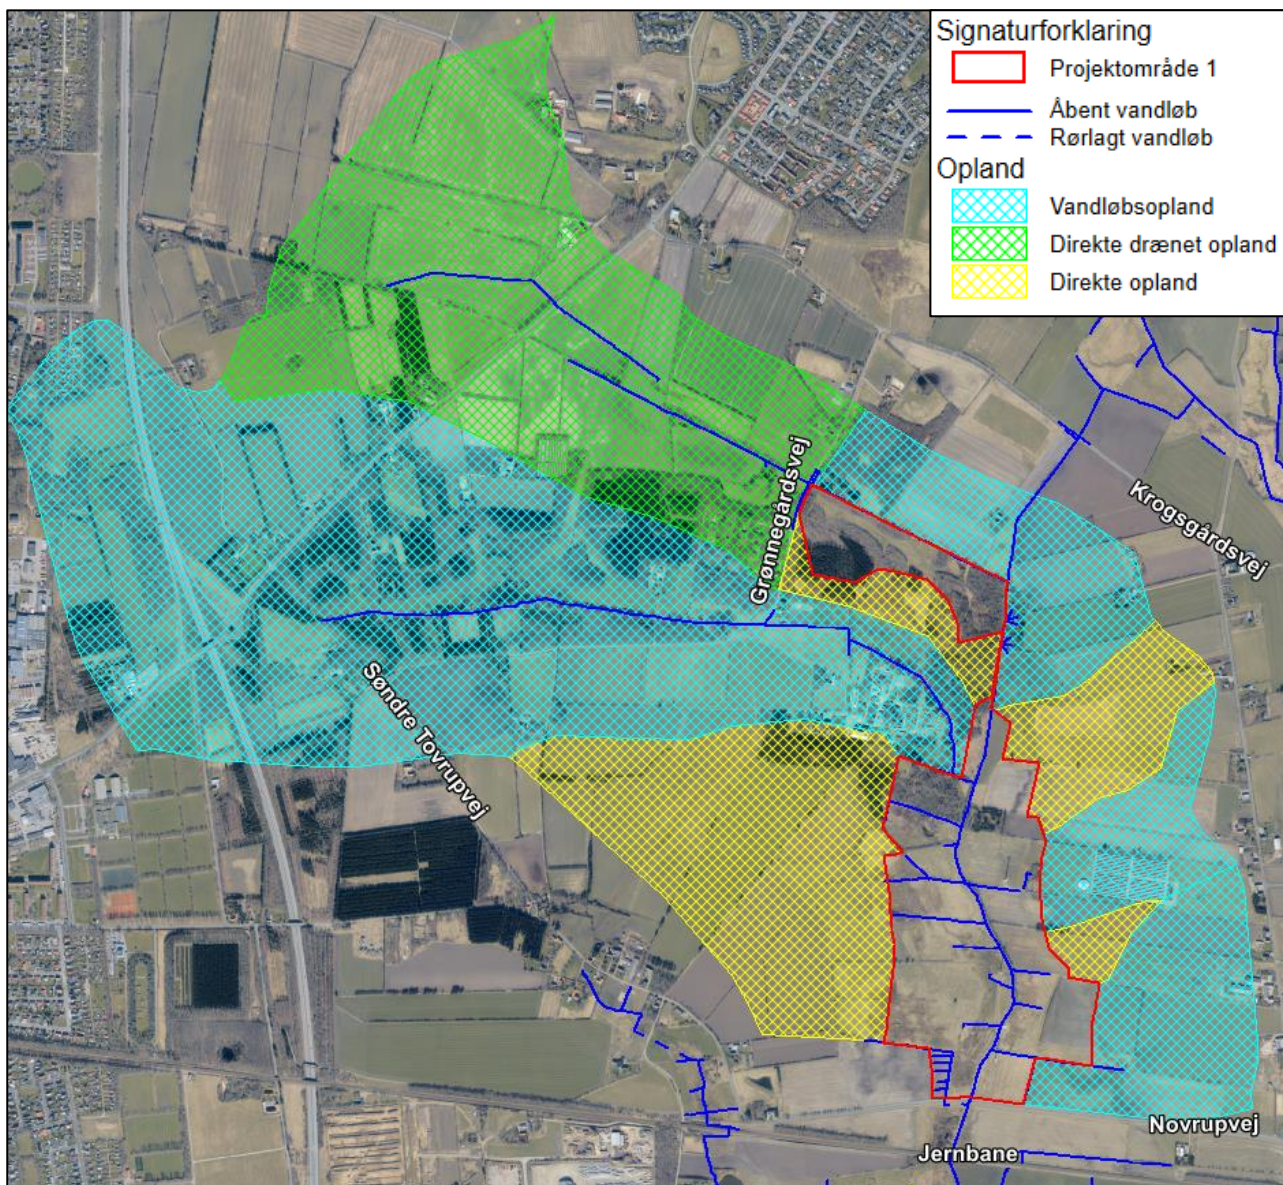 Signaturforklaring
Projektområde 1
Åbent vandløb
Rørlagt vandløb
Opland
Vandløbsopland
Direkte drænet opland
Direkte opland
Grønnegårdsvej
Krogsgårdsvej
Søndre Tovrupvej
Novrupvej
Jernbane